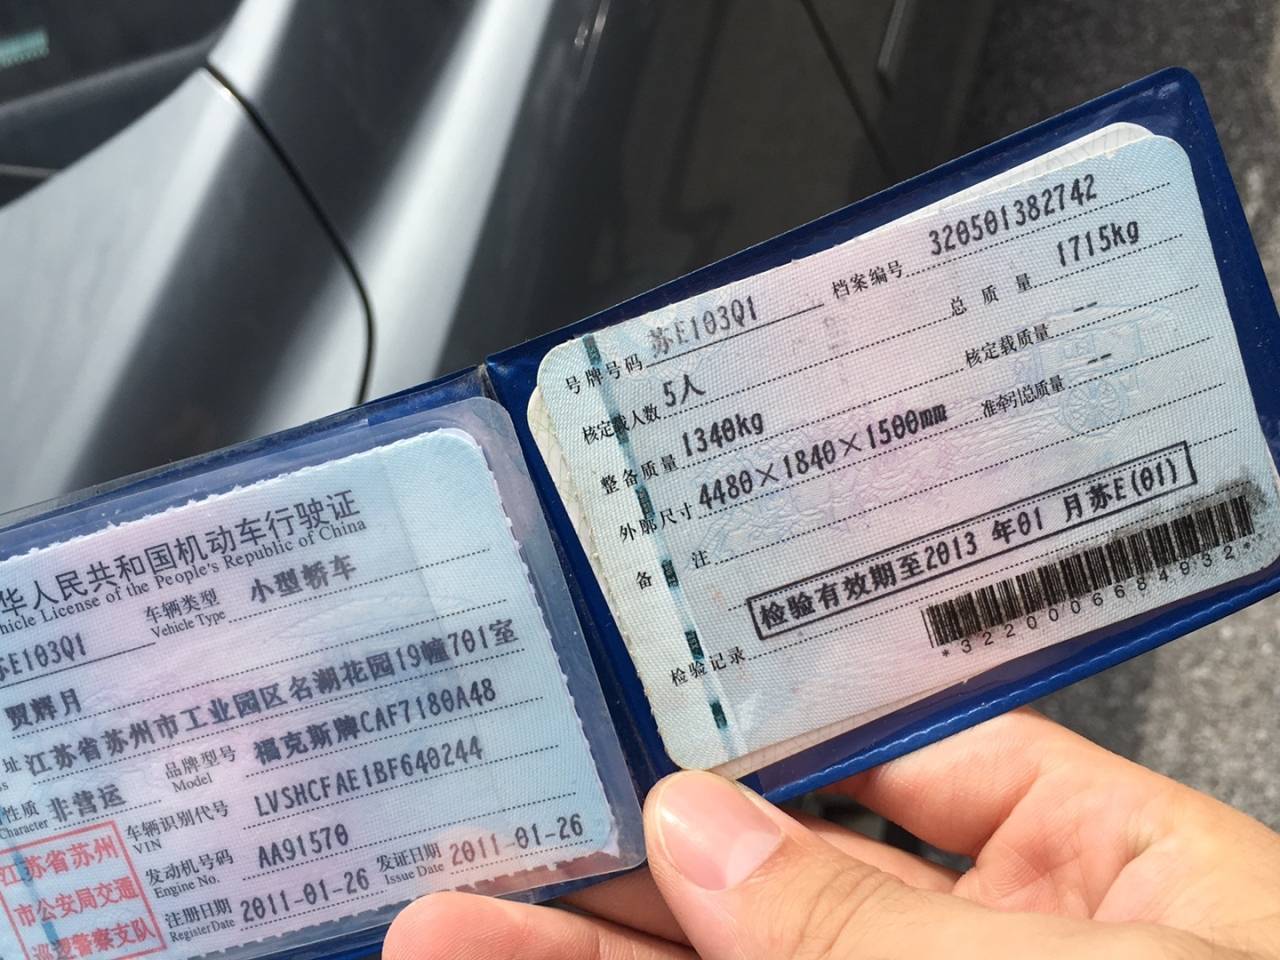 华人民共和国机动车行驶证
hicle License of the People's Republic of China
苏E103Q1 车辆类型 Vehicle Type 小型轿车
贾辉月
址 江苏省苏州市工业园区名湖花园19幢701室
性质 Character 非营运 品牌型号 Model 福克斯牌CAF7180A48
车辆识别代号 VIN LVSHCFAE1BF640244
发动机号码 Engine No. AA91570
注册日期 Register Date 2011-01-26 发证日期 Issue Date 2011-01-26
江苏省苏州
市公安局交通
巡逻警察支队
号牌号码 苏E103Q1 档案编号 320501382742
核定载人数 5人 总质量 1715kg
整备质量 1340kg 核定载质量 --
外廓尺寸 4480×1840×1500mm 准牵引总质量 --
备注
检验记录 检验有效期至2013年01月苏E(01)
*322006684932*